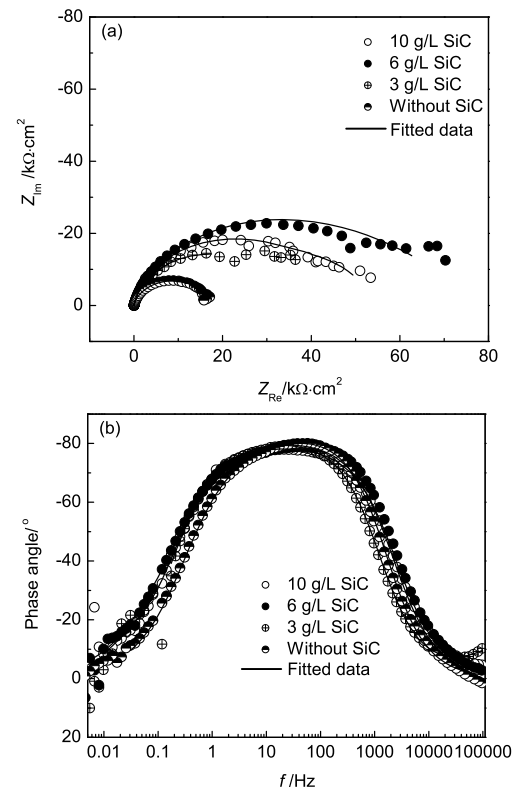 (a)
10 g/L SiC
6 g/L SiC
3 g/L SiC
Without SiC
Fitted data
-80
-60
-40
-20
0
Z_Im /kΩ·cm²
0 20 40 60 80
Z_Re/kΩ·cm²
(b)
-80
-60
-40
-20
0
20
Phase angle/ °
10 g/L SiC
6 g/L SiC
3 g/L SiC
Without SiC
Fitted data
0.01 0.1 1 10 100 1000 10000 100000
f /Hz